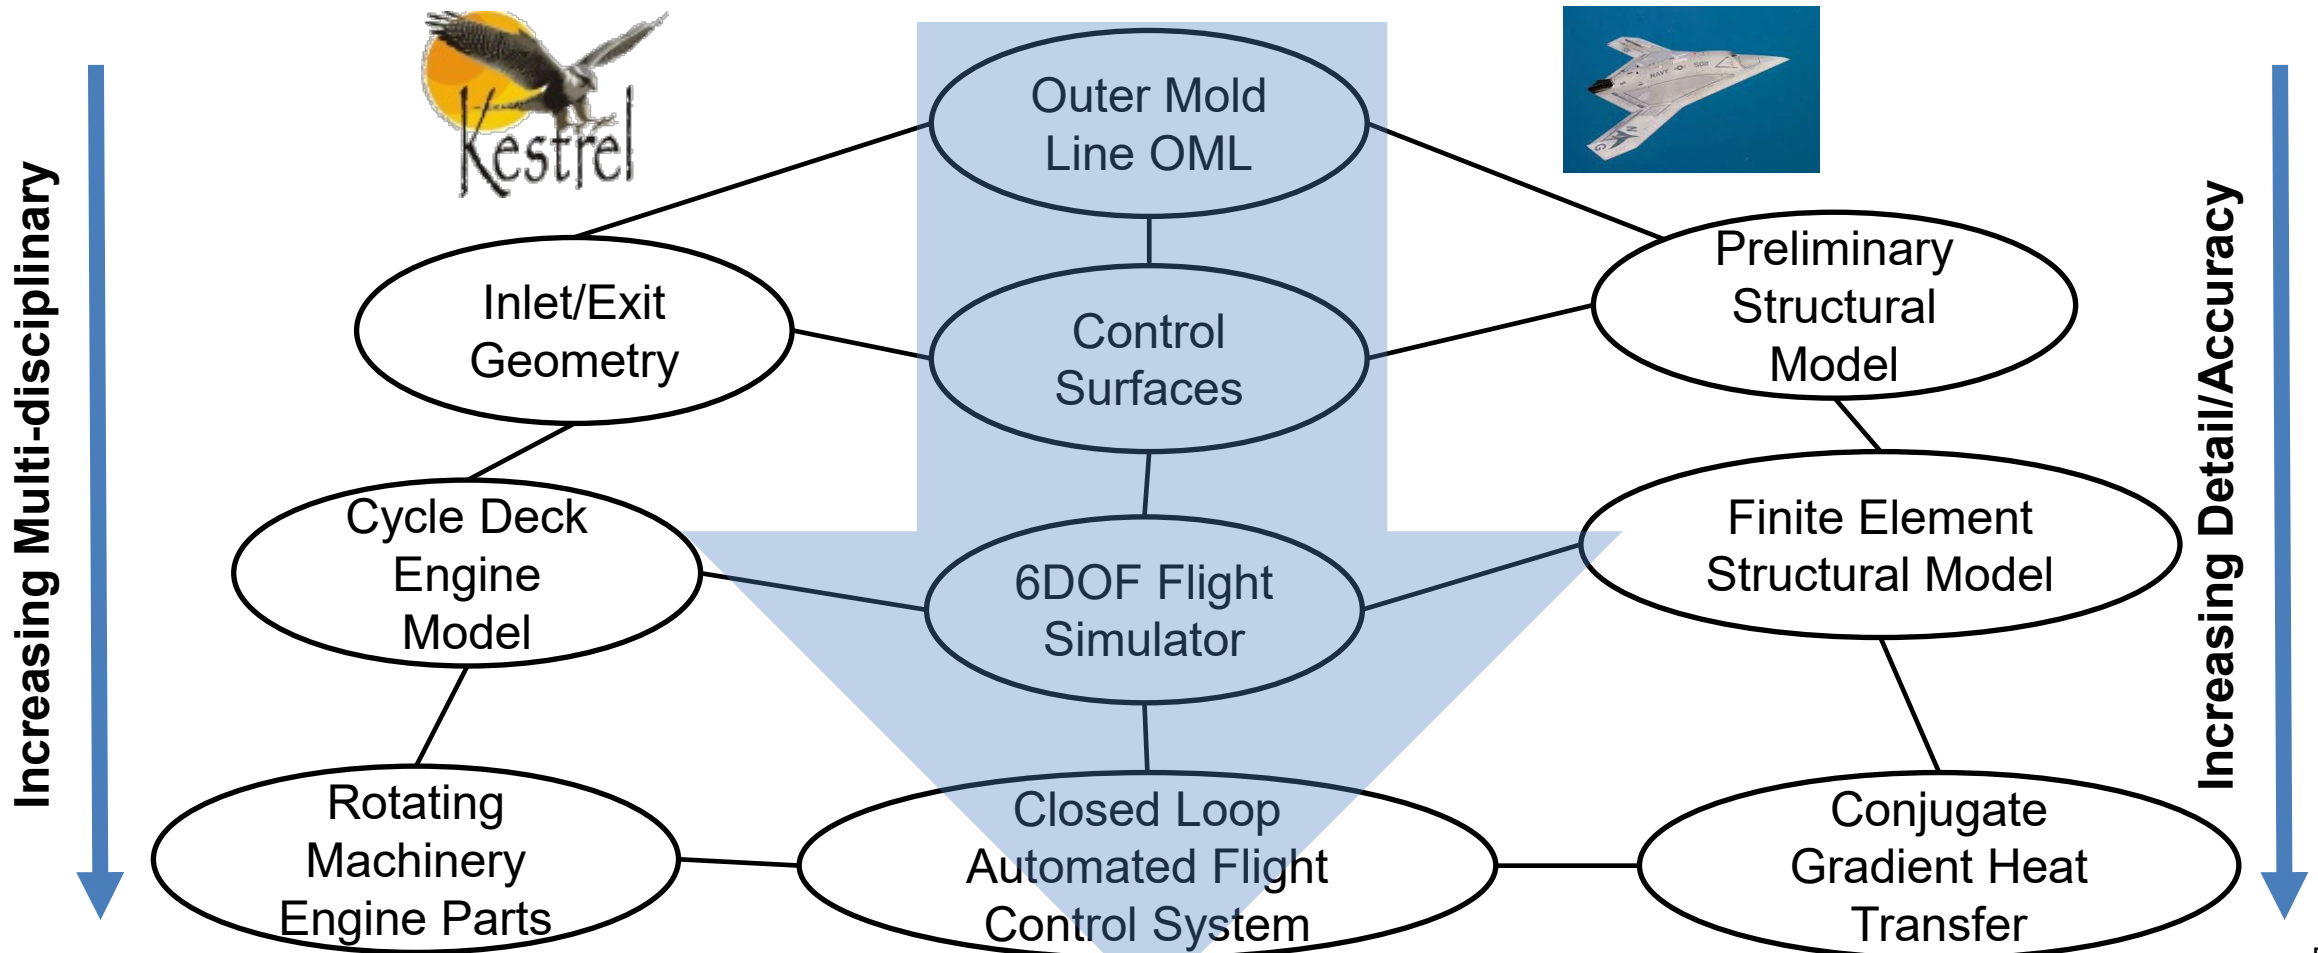 Kestrel
NAVY
502
N
G
Outer Mold
Line OML
Inlet/Exit
Geometry
Control
Surfaces
Preliminary
Structural
Model
Cycle Deck
Engine
Model
6DOF Flight
Simulator
Finite Element
Structural Model
Rotating
Machinery
Engine Parts
Closed Loop
Automated Flight
Control System
Conjugate
Gradient Heat
Transfer
Increasing Multi-disciplinary
Increasing Detail/Accuracy